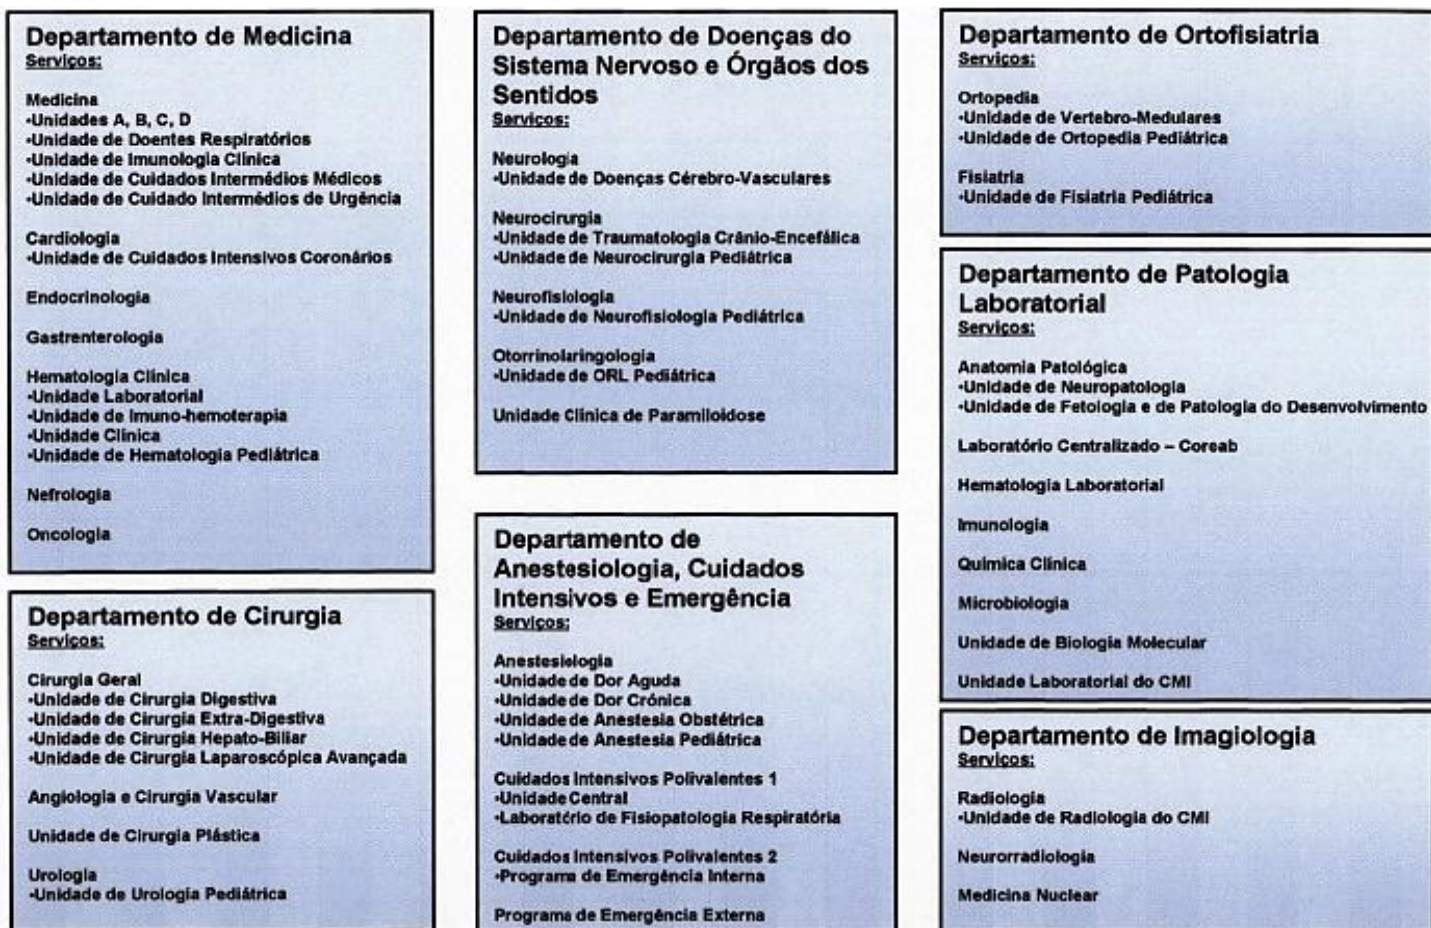 Departamento de Medicina
Serviços:
Medicina
•Unidades A, B, C, D
•Unidade de Doentes Respiratórios
•Unidade de Imunologia Clínica
•Unidade de Cuidados Intermédios Médicos
•Unidade de Cuidado Intermédios de Urgência
Cardiologia
•Unidade de Cuidados Intensivos Coronários
Endocrinologia
Gastrenterologia
Hematologia Clínica
•Unidade Laboratorial
•Unidade de Imuno-hemoterapia
•Unidade Clínica
•Unidade de Hematologia Pediátrica
Nefrologia
Oncologia
Departamento de Cirurgia
Serviços:
Cirurgia Geral
•Unidade de Cirurgia Digestiva
•Unidade de Cirurgia Extra-Digestiva
•Unidade de Cirurgia Hepato-Biliar
•Unidade de Cirurgia Laparoscópica Avançada
Angiologia e Cirurgia Vascular
Unidade de Cirurgia Plástica
Urologia
•Unidade de Urologia Pediátrica
Departamento de Doenças do
Sistema Nervoso e Órgãos dos
Sentidos
Serviços:
Neurologia
•Unidade de Doenças Cérebro-Vasculares
Neurocirurgia
•Unidade de Traumatologia Crânio-Encefálica
•Unidade de Neurocirurgia Pediátrica
Neurofisiologia
•Unidade de Neurofisiologia Pediátrica
Otorrinolaringologia
•Unidade de ORL Pediátrica
Unidade Clínica de Paramiloidose
Departamento de
Anestesiologia, Cuidados
Intensivos e Emergência
Serviços:
Anestesiologia
•Unidade de Dor Aguda
•Unidade de Dor Crónica
•Unidade de Anestesia Obstétrica
•Unidade de Anestesia Pediátrica
Cuidados Intensivos Polivalentes 1
•Unidade Central
•Laboratório de Fisiopatologia Respiratória
Cuidados Intensivos Polivalentes 2
•Programa de Emergência Interna
Programa de Emergência Externa
Departamento de Ortofisiatria
Serviços:
Ortopedia
•Unidade de Vertebro-Medulares
•Unidade de Ortopedia Pediátrica
Fisiatria
•Unidade de Fisiatria Pediátrica
Departamento de Patologia
Laboratorial
Serviços:
Anatomia Patológica
•Unidade de Neuropatologia
•Unidade de Fetologia e de Patologia do Desenvolvimento
Laboratório Centralizado – Coreab
Hematologia Laboratorial
Imunologia
Química Clínica
Microbiologia
Unidade de Biologia Molecular
Unidade Laboratorial do CMI
Departamento de Imagiologia
Serviços:
Radiologia
•Unidade de Radiologia do CMI
Neurorradiologia
Medicina Nuclear